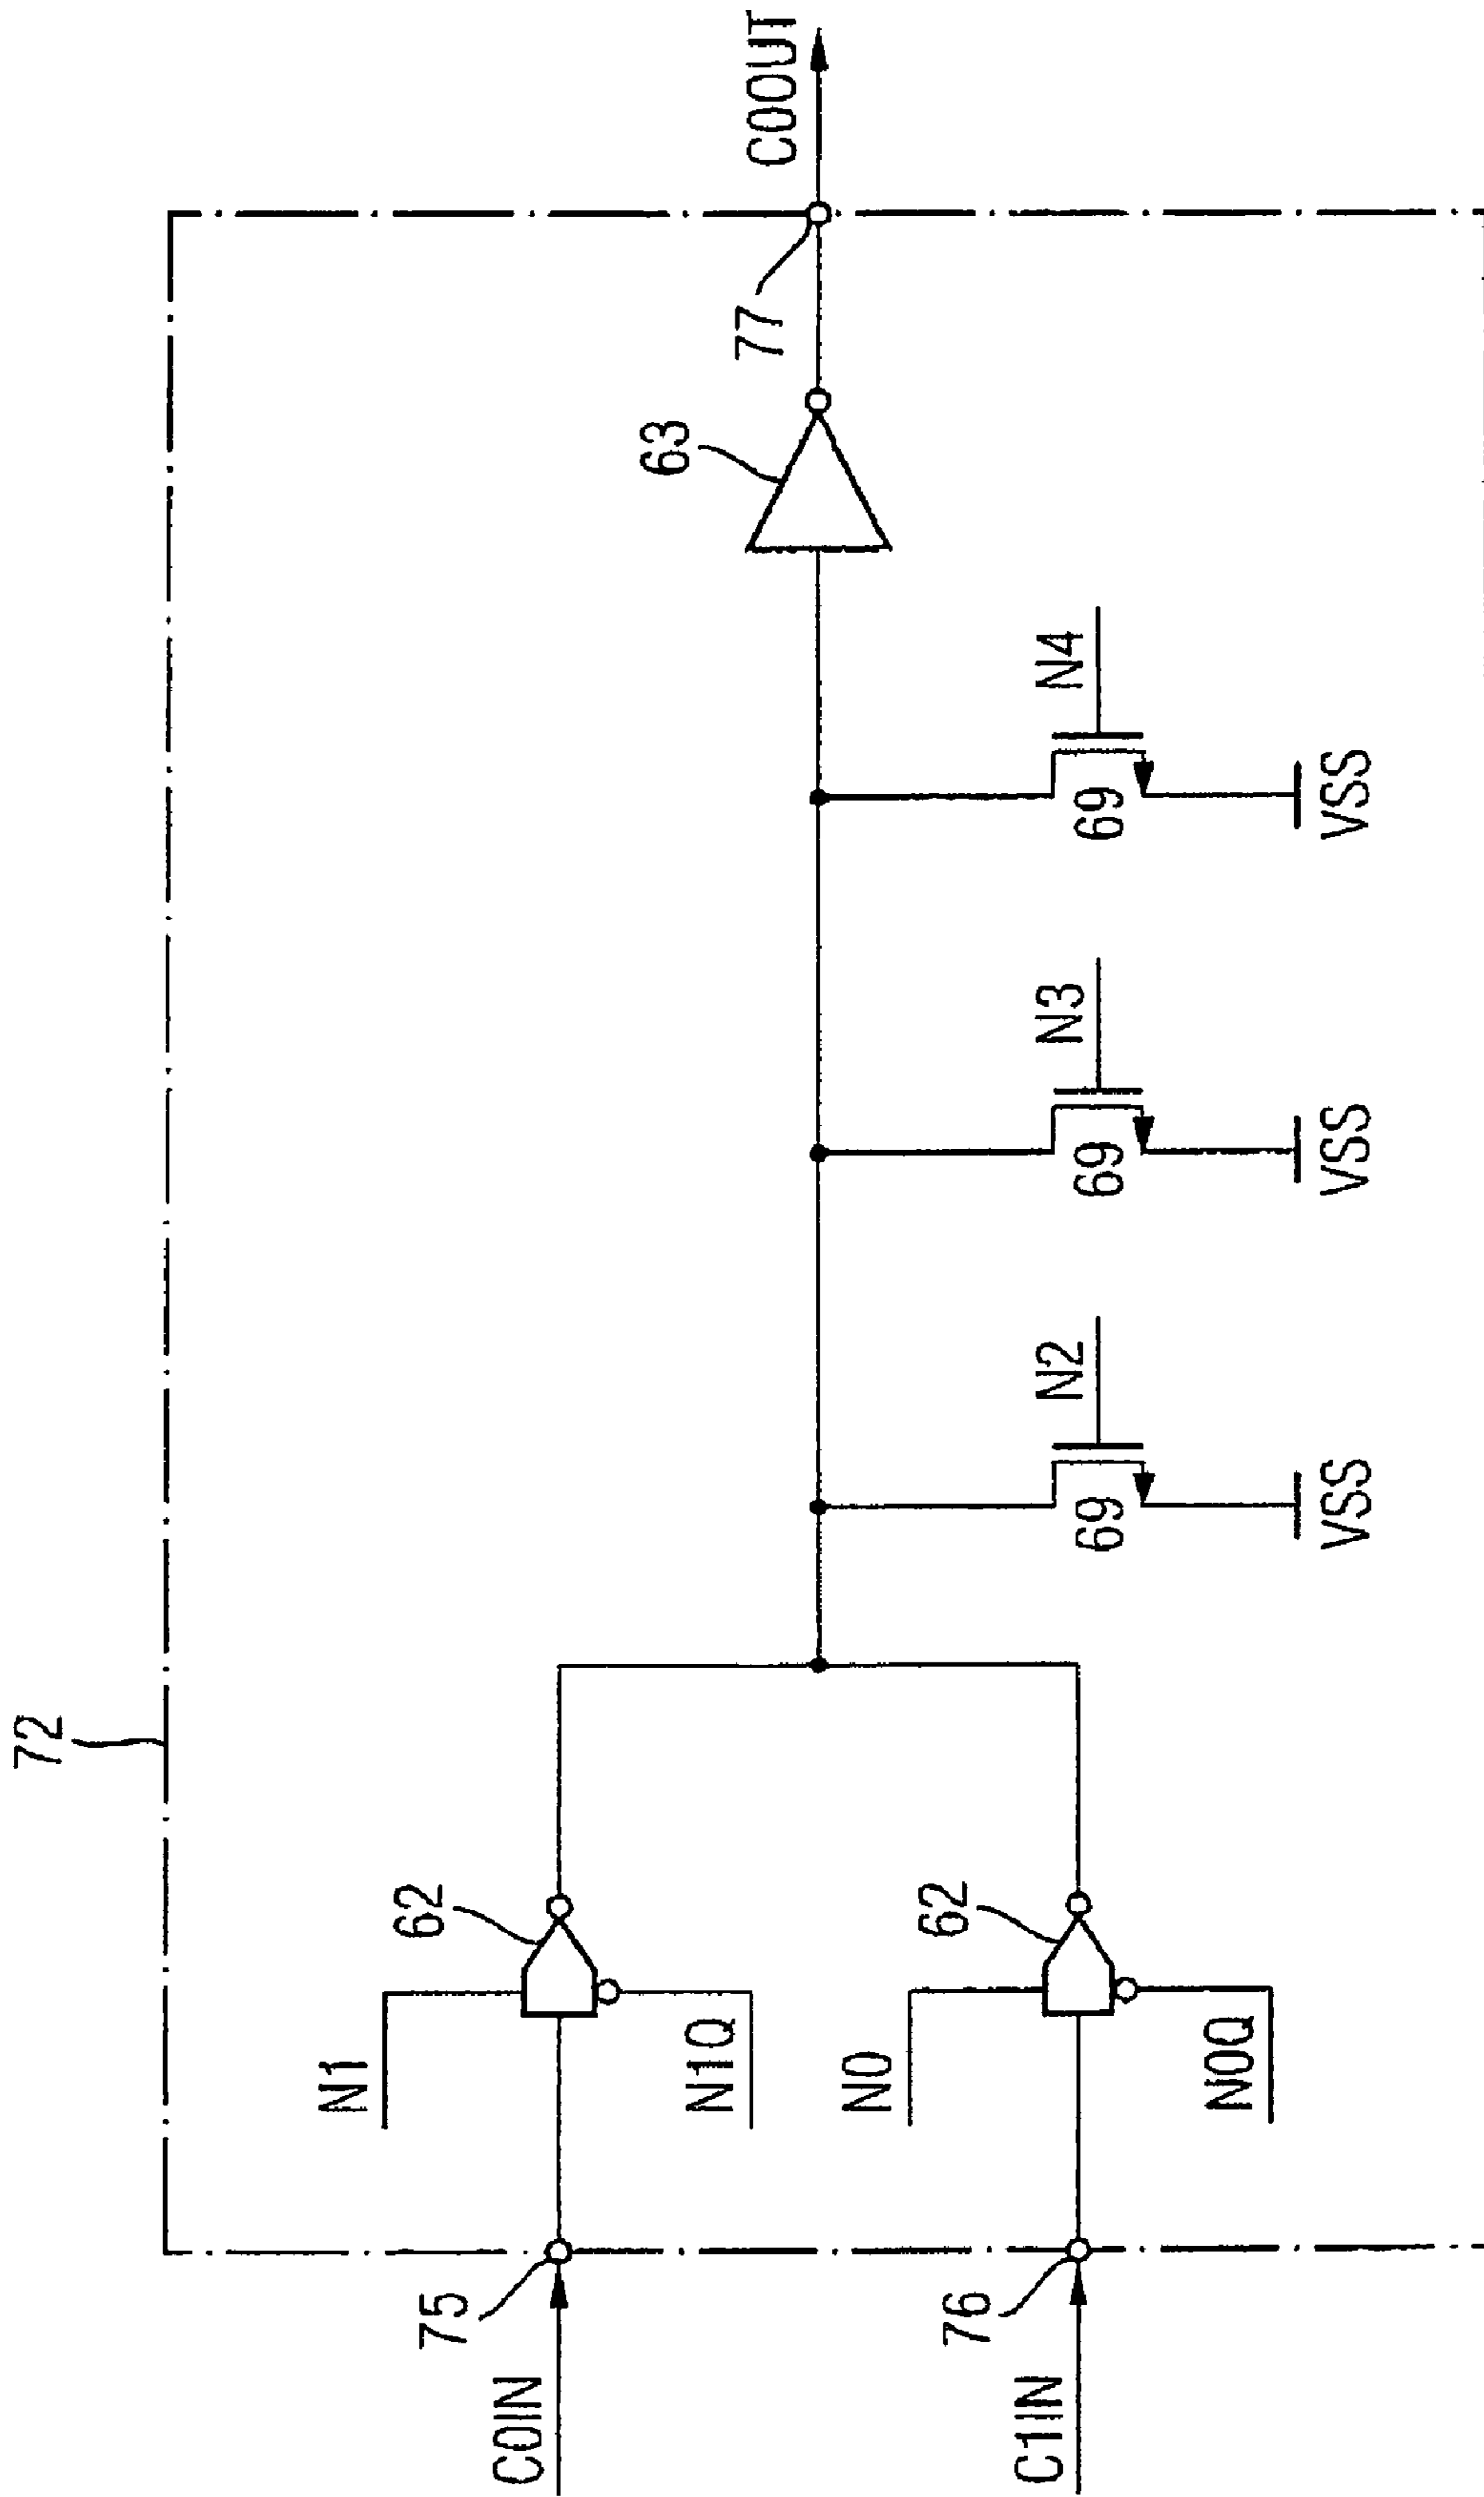 72
C0IN
75
N1
62
N1Q
C1IN
76
N0
62
N0Q
N2
69
VSS
N3
69
VSS
N4
69
VSS
63
77
C0OUT